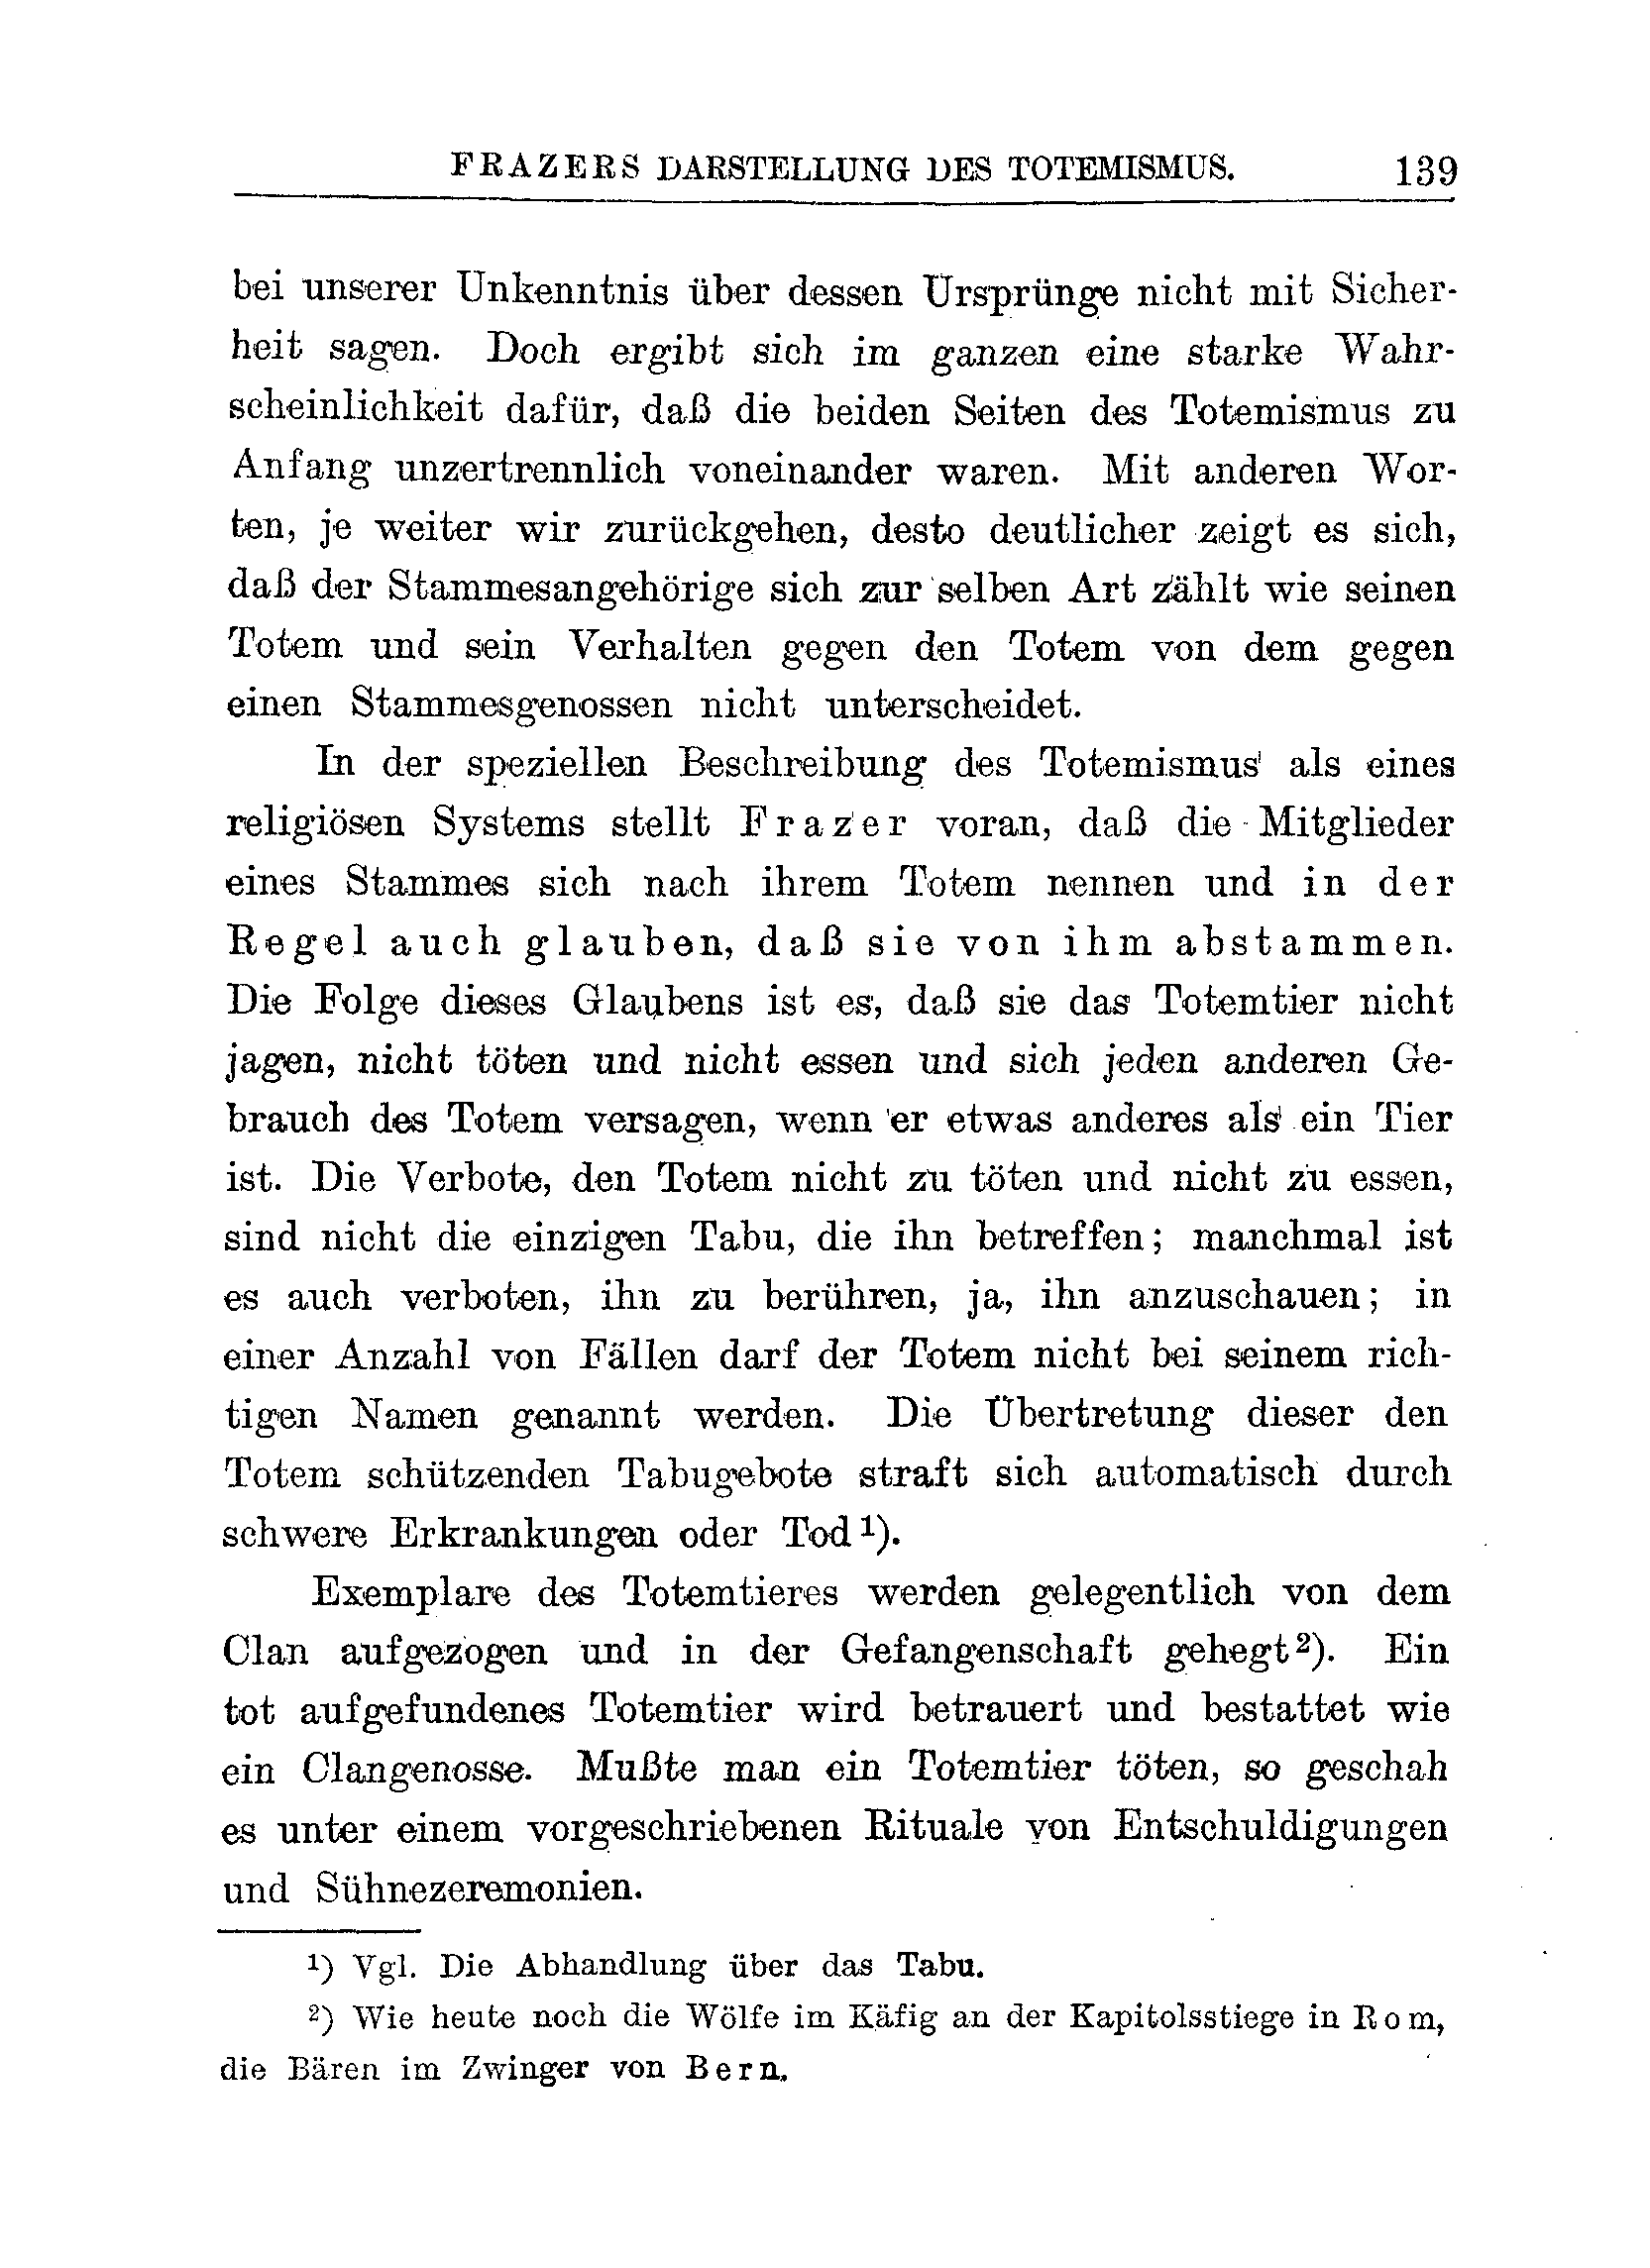 FRAZERS DARSTELLUNG DES TOTEMISMUS. 139
bei unserer Unkenntnis über dessen Ursprünge nicht mit Sicher-
heit sagen. Doch ergibt sich im ganzen eine starke Wahr-
scheinlichkeit dafür, daß die beiden Seiten des Totemismus zu
Anfang unzertrennlich voneinander waren. Mit anderen Wor-
ten, je weiter wir zurückgehen, desto deutlicher zeigt es sich,
daß der Stammesangehörige sich zur selben Art zählt wie seinen
Totem und sein Verhalten gegen den Totem von dem gegen
einen Stammesgenossen nicht unterscheidet.
In der speziellen Beschreibung des Totemismus als eines
religiösen Systems stellt Frazer voran, daß die Mitglieder
eines Stammes sich nach ihrem Totem nennen und in der
Regel auch glauben, daß sie von ihm abstammen.
Die Folge dieses Glaubens ist es, daß sie das Totemtier nicht
jagen, nicht töten und nicht essen und sich jeden anderen Ge-
brauch des Totem versagen, wenn er etwas anderes als ein Tier
ist. Die Verbote, den Totem nicht zu töten und nicht zu essen,
sind nicht die einzigen Tabu, die ihn betreffen; manchmal ist
es auch verboten, ihn zu berühren, ja, ihn anzuschauen; in
einer Anzahl von Fällen darf der Totem nicht bei seinem rich-
tigen Namen genannt werden. Die Übertretung dieser den
Totem schützenden Tabugebote straft sich automatisch durch
schwere Erkrankungen oder Tod ¹).
Exemplare des Totemtieres werden gelegentlich von dem
Clan aufgezogen und in der Gefangenschaft gehegt ²). Ein
tot aufgefundenes Totemtier wird betrauert und bestattet wie
ein Clangenosse. Mußte man ein Totemtier töten, so geschah
es unter einem vorgeschriebenen Rituale von Entschuldigungen
und Sühnezeremonien.
¹) Vgl. Die Abhandlung über das Tabu.
²) Wie heute noch die Wölfe im Käfig an der Kapitolsstiege in Rom,
die Bären im Zwinger von Bern.